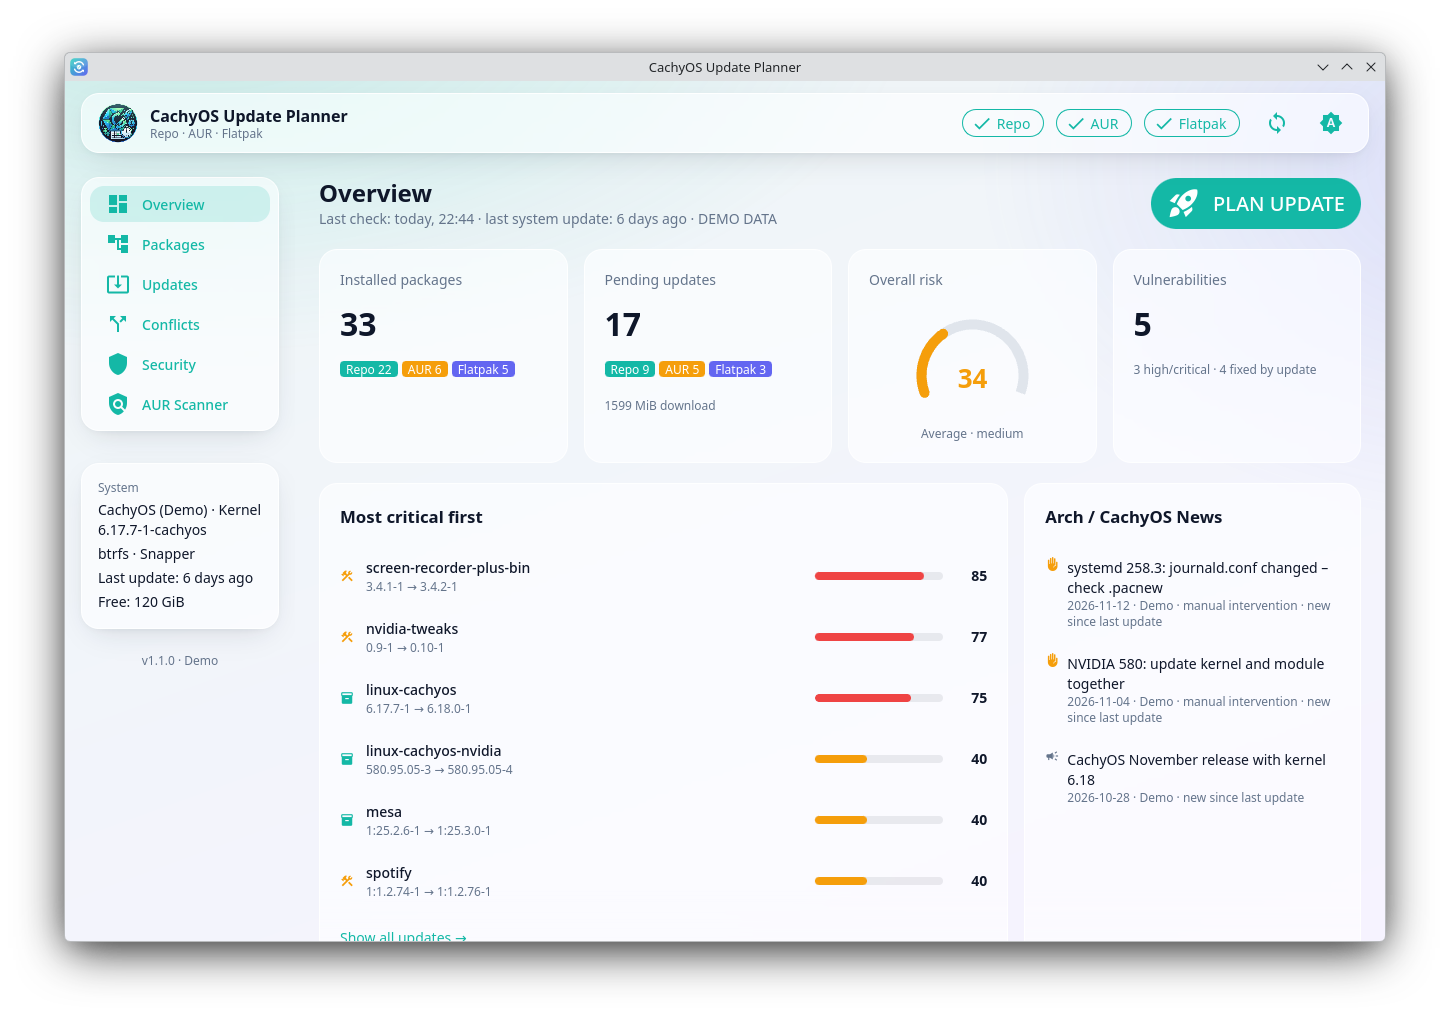 CachyOS Update Planner
CachyOS Update Planner
Repo · AUR · Flatpak
Repo
AUR
Flatpak
A
Overview
Packages
Updates
Conflicts
Security
AUR Scanner
System
CachyOS (Demo) · Kernel
6.17.7-1-cachyos
btrfs · Snapper
Last update: 6 days ago
Free: 120 GiB
v1.1.0 · Demo
Overview
Last check: today, 22:44 · last system update: 6 days ago · DEMO DATA
PLAN UPDATE
Installed packages
33
Repo 22 AUR 6 Flatpak 5
Pending updates
17
Repo 9 AUR 5 Flatpak 3
1599 MiB download
Overall risk
34
Average · medium
Vulnerabilities
5
3 high/critical · 4 fixed by update
Most critical first
screen-recorder-plus-bin
3.4.1-1 → 3.4.2-1
85
nvidia-tweaks
0.9-1 → 0.10-1
77
linux-cachyos
6.17.7-1 → 6.18.0-1
75
linux-cachyos-nvidia
580.95.05-3 → 580.95.05-4
40
mesa
1:25.2.6-1 → 1:25.3.0-1
40
spotify
1:1.2.74-1 → 1:1.2.76-1
40
Show all updates →
Arch / CachyOS News
systemd 258.3: journald.conf changed –
check .pacnew
2026-11-12 · Demo · manual intervention · new
since last update
NVIDIA 580: update kernel and module
together
2026-11-04 · Demo · manual intervention · new
since last update
CachyOS November release with kernel
6.18
2026-10-28 · Demo · new since last update